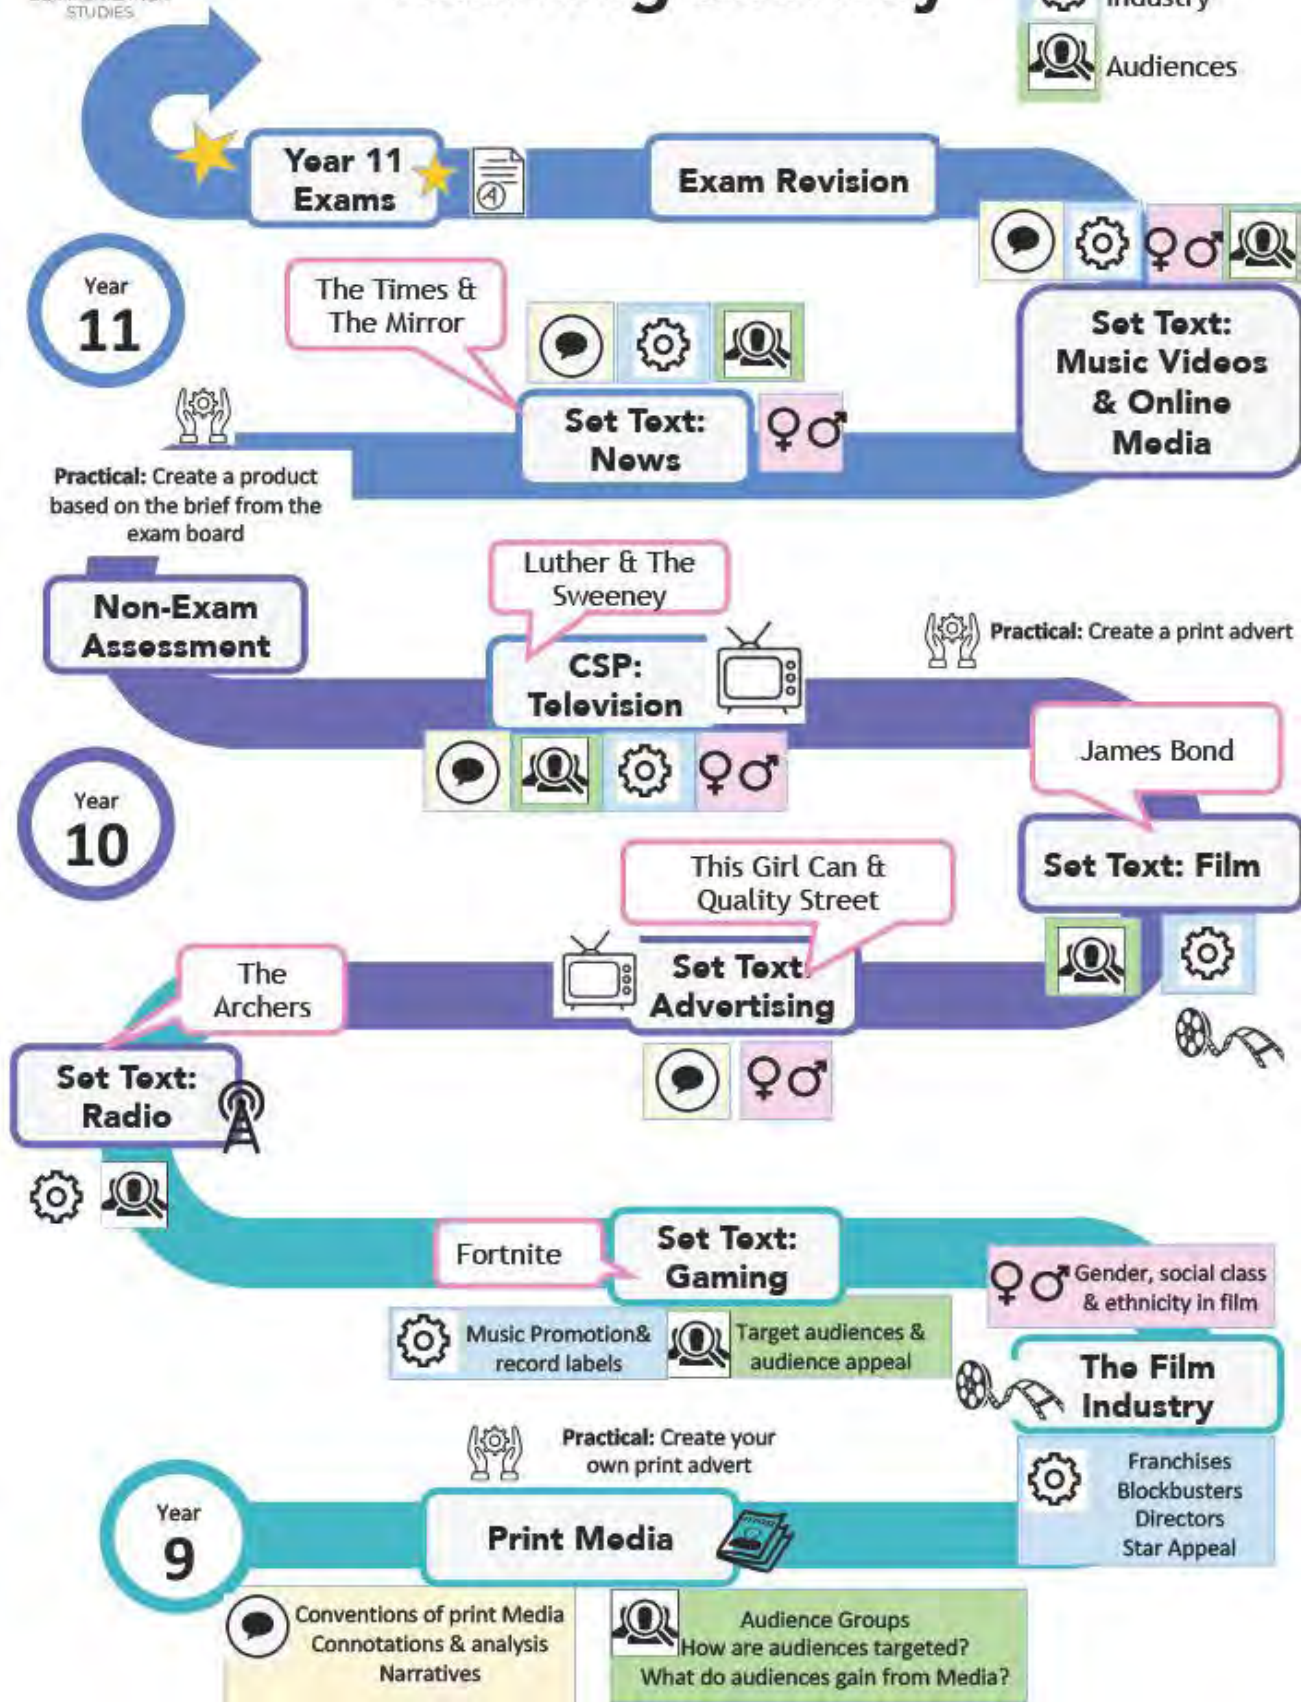 STUDIES
Industry
Audiences
Year 11
Exams
Exam Revision
Year
11
The Times &
The Mirror
Set Text:
Music Videos
& Online
Media
Set Text:
News
Practical: Create a product
based on the brief from the
exam board
Non-Exam
Assessment
Luther & The
Sweeney
CSP:
Television
Practical: Create a print advert
James Bond
Year
10
Set Text: Film
This Girl Can &
Quality Street
Set Text:
Advertising
The
Archers
Set Text:
Radio
Fortnite
Set Text:
Gaming
Music Promotion&
record labels
Target audiences &
audience appeal
Gender, social class
& ethnicity in film
The Film
Industry
Franchises
Blockbusters
Directors
Star Appeal
Practical: Create your
own print advert
Year
9
Print Media
Conventions of print Media
Connotations & analysis
Narratives
Audience Groups
How are audiences targeted?
What do audiences gain from Media?